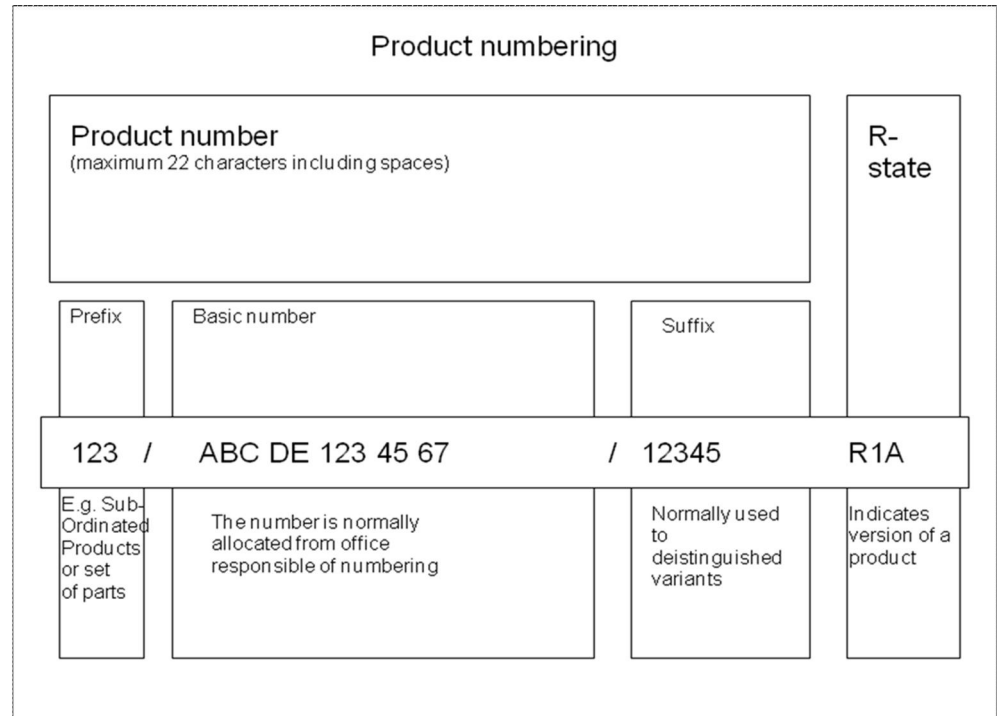 Product numbering
Product number
(maximum 22 characters including spaces)
R-
state
Prefix
Basic number
Suffix
123 / ABC DE 123 45 67 / 12345 R1A
E.g. Sub-
Ordinated
Products
or set
of parts
The number is normally
allocated from office
responsible of numbering
Normally used
to
deistinguished
variants
Indicates
version of a
product